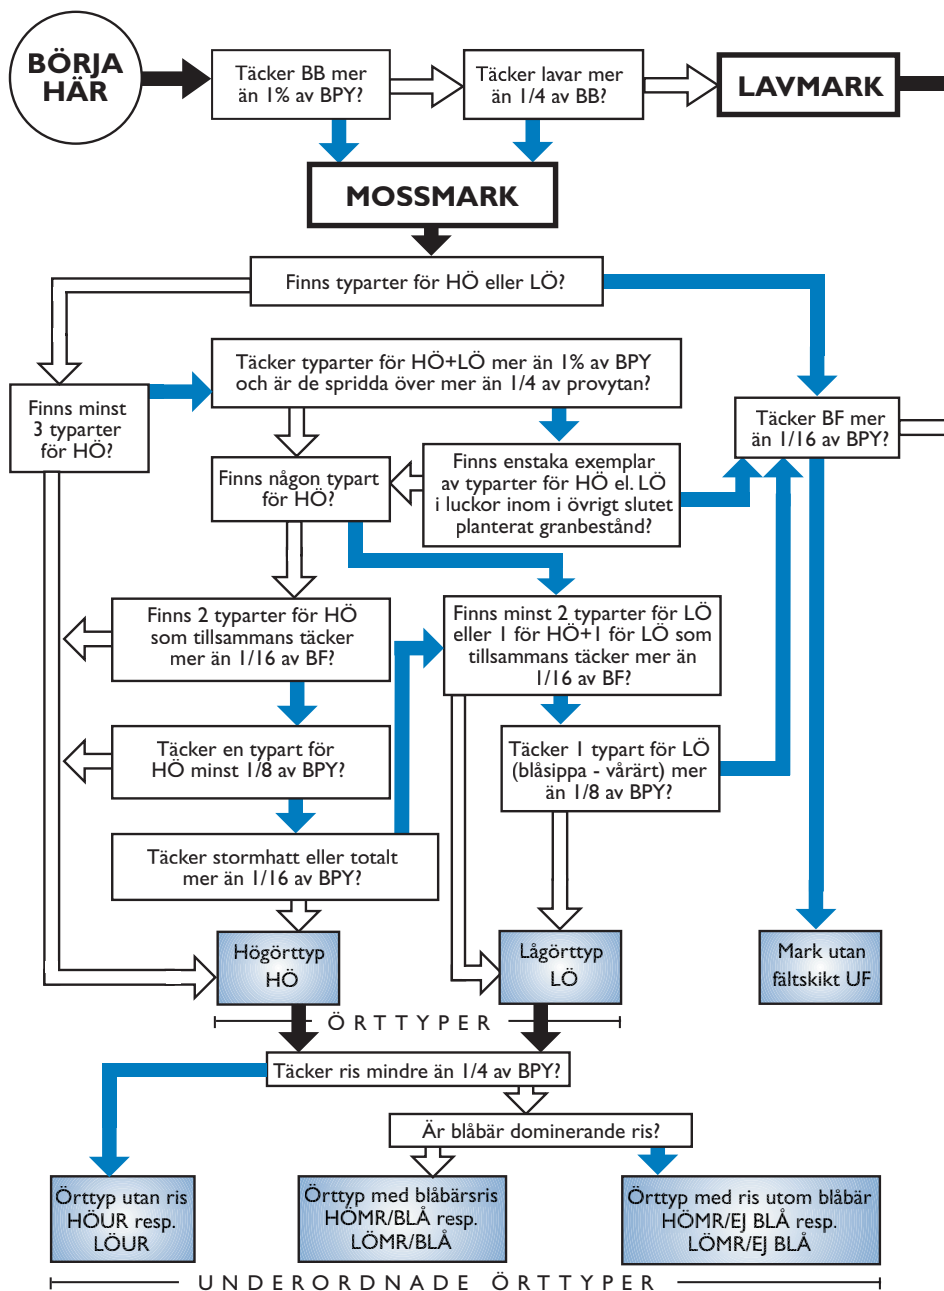 BÖRJA
HÄR
Täcker BB mer
än 1% av BPY?
Täcker lavar mer
än 1/4 av BB?
LAVMARK
MOSSMARK
Finns typarter för HÖ eller LÖ?
Täcker typarter för HÖ+LÖ mer än 1% av BPY
och är de spridda över mer än 1/4 av provytan?
Finns minst
3 typarter
för HÖ?
Täcker BF mer
än 1/16 av BPY?
Finns någon typart
för HÖ?
Finns enstaka exemplar
av typarter för HÖ el. LÖ
i luckor inom i övrigt slutet
planterat granbestånd?
Finns 2 typarter för HÖ
som tillsammans täcker
mer än 1/16 av BF?
Finns minst 2 typarter för LÖ
eller 1 för HÖ+1 för LÖ som
tillsammans täcker mer än
1/16 av BF?
Täcker en typart för
HÖ minst 1/8 av BPY?
Täcker 1 typart för LÖ
(blåsippa - vårärt) mer
än 1/8 av BPY?
Täcker stormhatt eller totalt
mer än 1/16 av BPY?
Högörttyp
HÖ
Lågörttyp
LÖ
Mark utan
fältskikt UF
ÖRTTYPER
Täcker ris mindre än 1/4 av BPY?
Är blåbär dominerande ris?
Örttyp utan ris
HÖUR resp.
LÖUR
Örttyp med blåbärsris
HÖMR/BLÅ resp.
LÖMR/BLÅ
Örttyp med ris utom blåbär
HÖMR/EJ BLÅ resp.
LÖMR/EJ BLÅ
UNDERORDNADE ÖRTTYPER